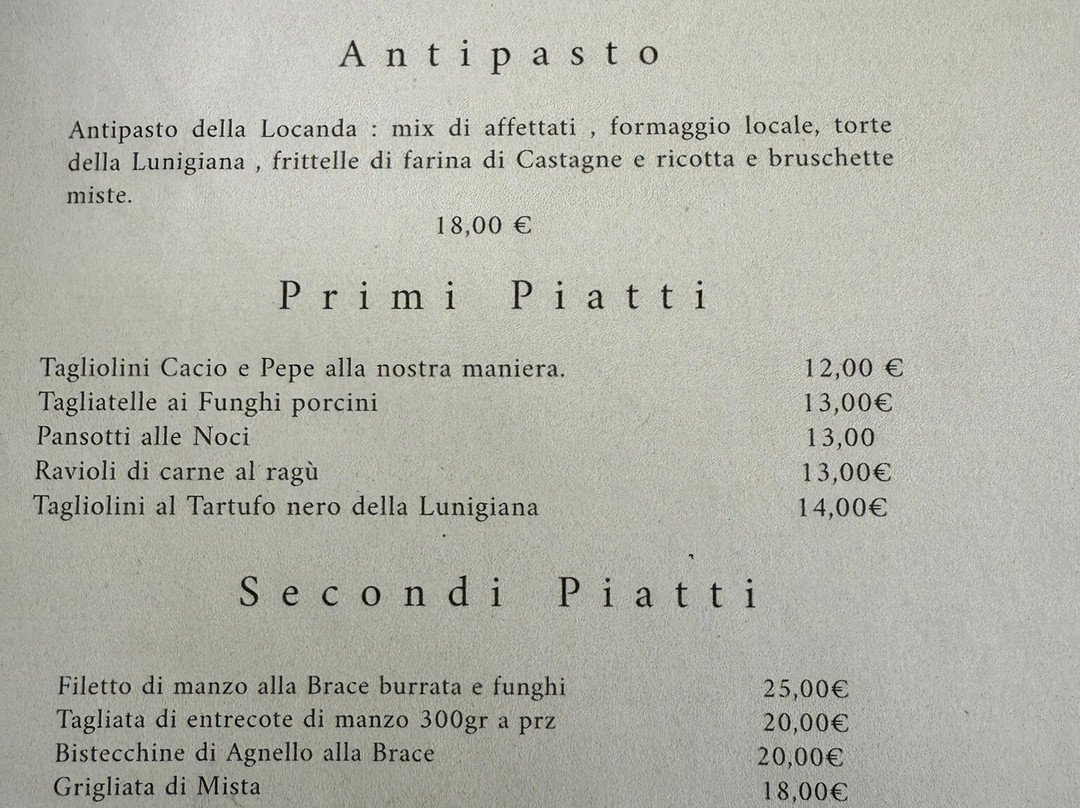 Antipasto
Antipasto della Locanda : mix di affettati , formaggio locale, torte
della Lunigiana , frittelle di farina di Castagne e ricotta e bruschette
miste.
18,00 €
Primi Piatti
Tagliolini Cacio e Pepe alla nostra maniera. 12,00 €
Tagliatelle ai Funghi porcini 13,00€
Pansotti alle Noci 13,00
Ravioli di carne al ragù 13,00€
Tagliolini al Tartufo nero della Lunigiana 14,00€
Secondi Piatti
Filetto di manzo alla Brace burrata e funghi 25,00€
Tagliata di entrecote di manzo 300gr a prz 20,00€
Bistecchine di Agnello alla Brace 20,00€
Grigliata di Mista 18,00€